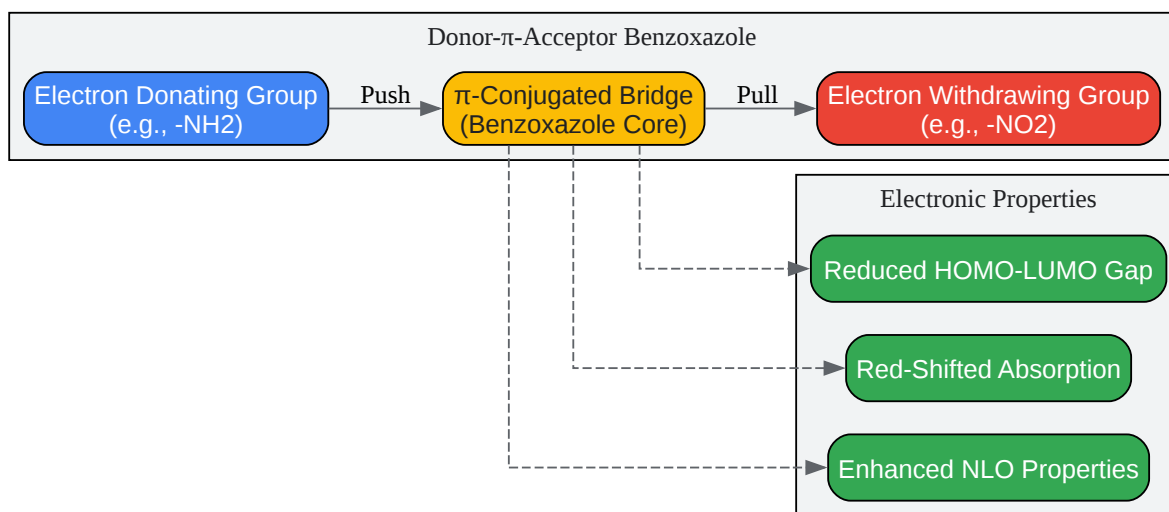 Donor-π-Acceptor Benzoxazole
Electron Donating Group
(e.g., -NH2)
Push
π-Conjugated Bridge
(Benzoxazole Core)
Pull
Electron Withdrawing Group
(e.g., -NO2)
Electronic Properties
Reduced HOMO-LUMO Gap
Red-Shifted Absorption
Enhanced NLO Properties